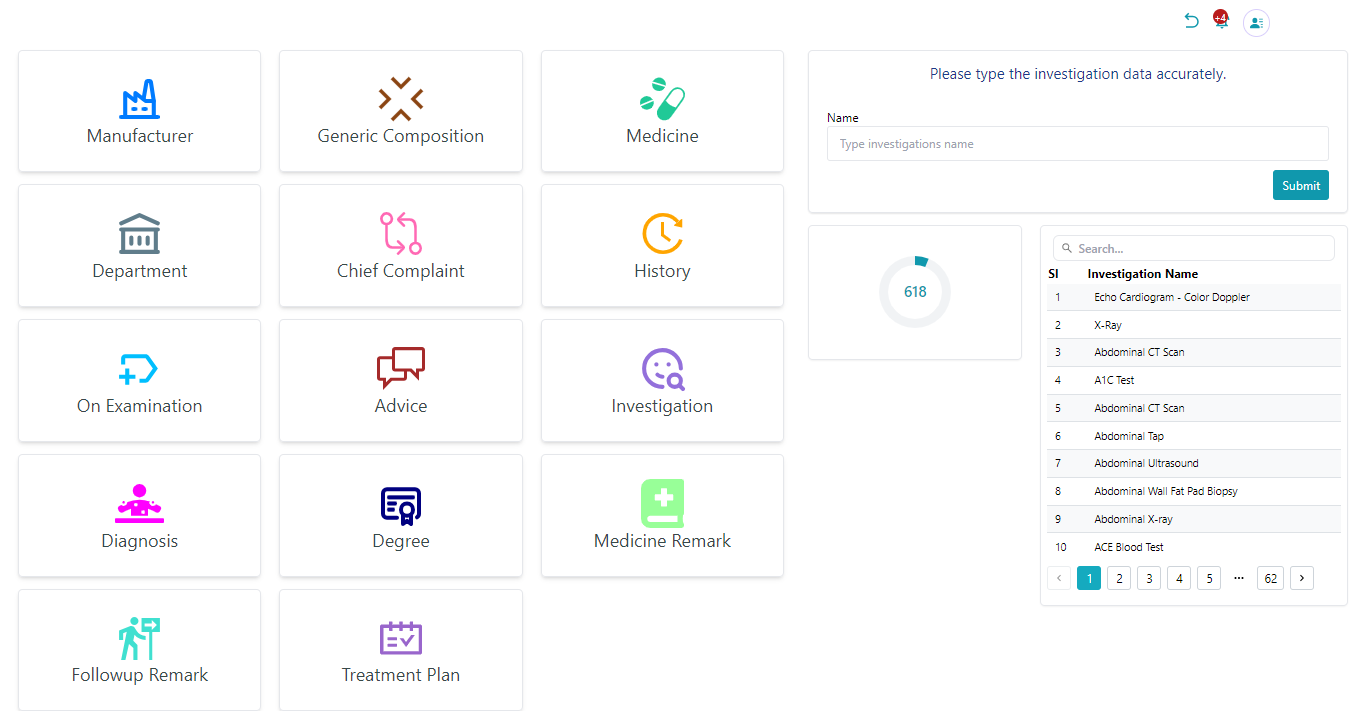 +4
Manufacturer
Generic Composition
Medicine
Department
Chief Complaint
History
On Examination
Advice
Investigation
Diagnosis
Degree
Medicine Remark
Followup Remark
Treatment Plan
Please type the investigation data accurately.
Name
Type investigations name
Submit
618
Search...
Sl Investigation Name
1 Echo Cardiogram - Color Doppler
2 X-Ray
3 Abdominal CT Scan
4 A1C Test
5 Abdominal CT Scan
6 Abdominal Tap
7 Abdominal Ultrasound
8 Abdominal Wall Fat Pad Biopsy
9 Abdominal X-ray
10 ACE Blood Test
< 1 2 3 4 5 ••• 62 >